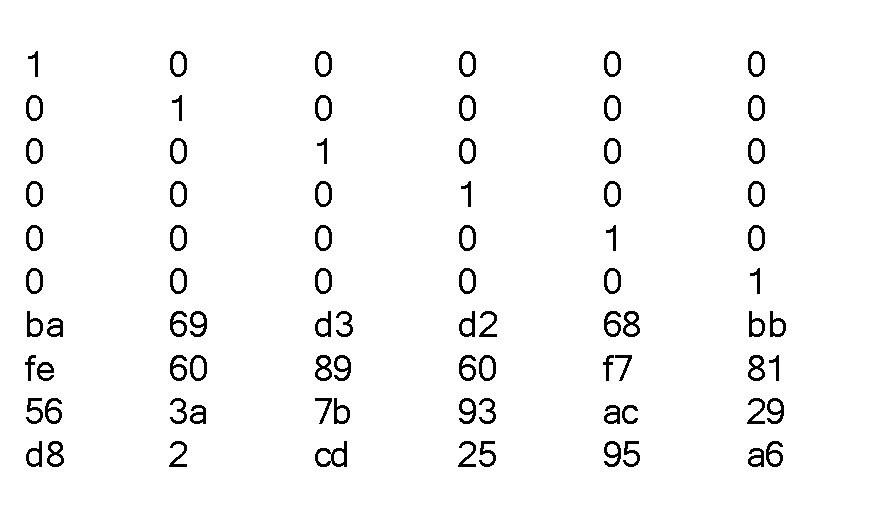 1 0 0 0 0 0
0 1 0 0 0 0
0 0 1 0 0 0
0 0 0 1 0 0
0 0 0 0 1 0
0 0 0 0 0 1
ba 69 d3 d2 68 bb
fe 60 89 60 f7 81
56 3a 7b 93 ac 29
d8 2 cd 25 95 a6